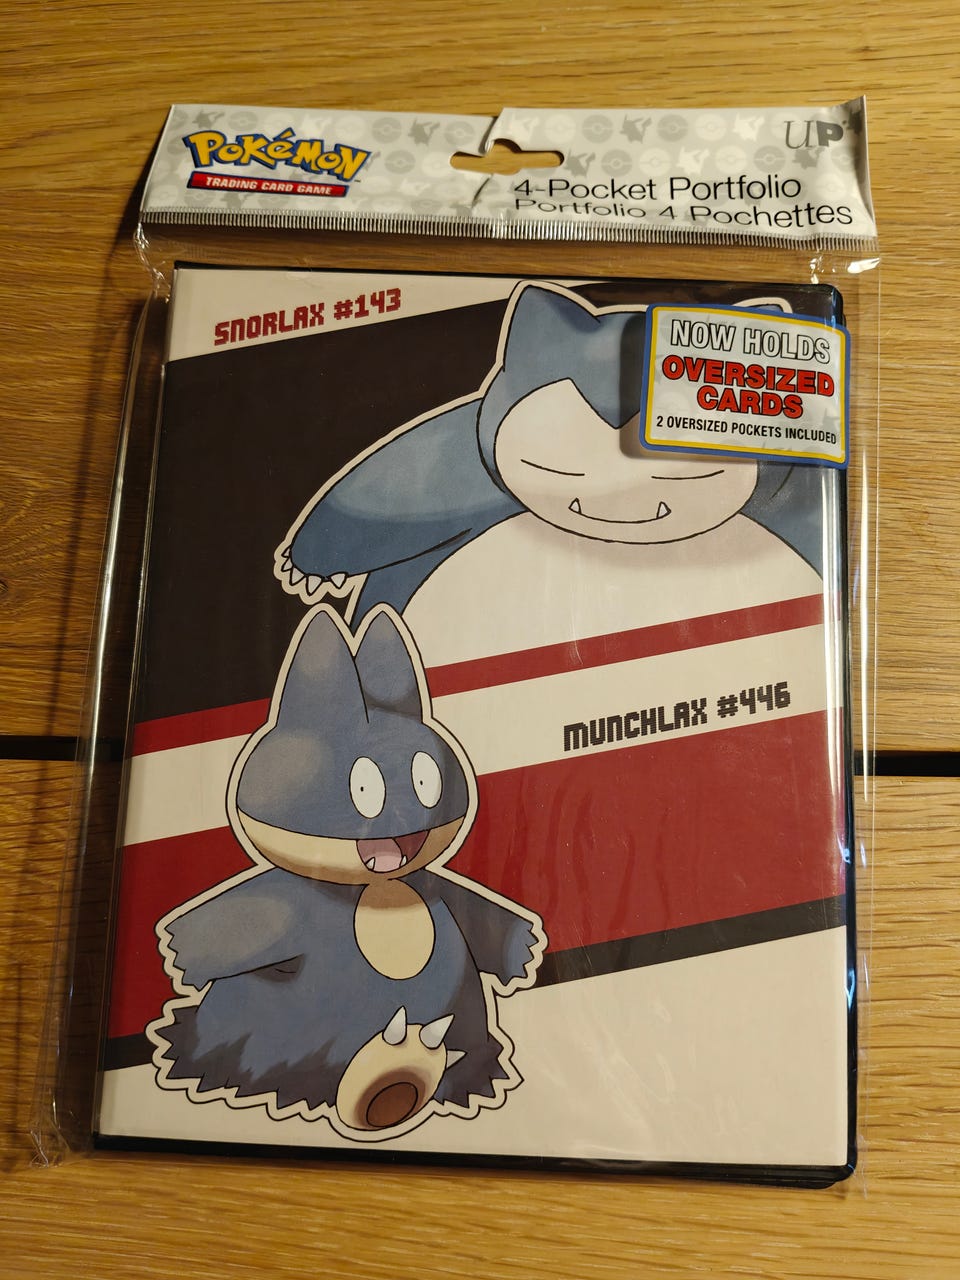 POKéMON
TRADING CARD GAME
UP
4-Pocket Portfolio
Portfolio 4 Pochettes
SNORLAX #143
NOW HOLDS
OVERSIZED
CARDS
2 OVERSIZED POCKETS INCLUDED
MUNCHLAX #446